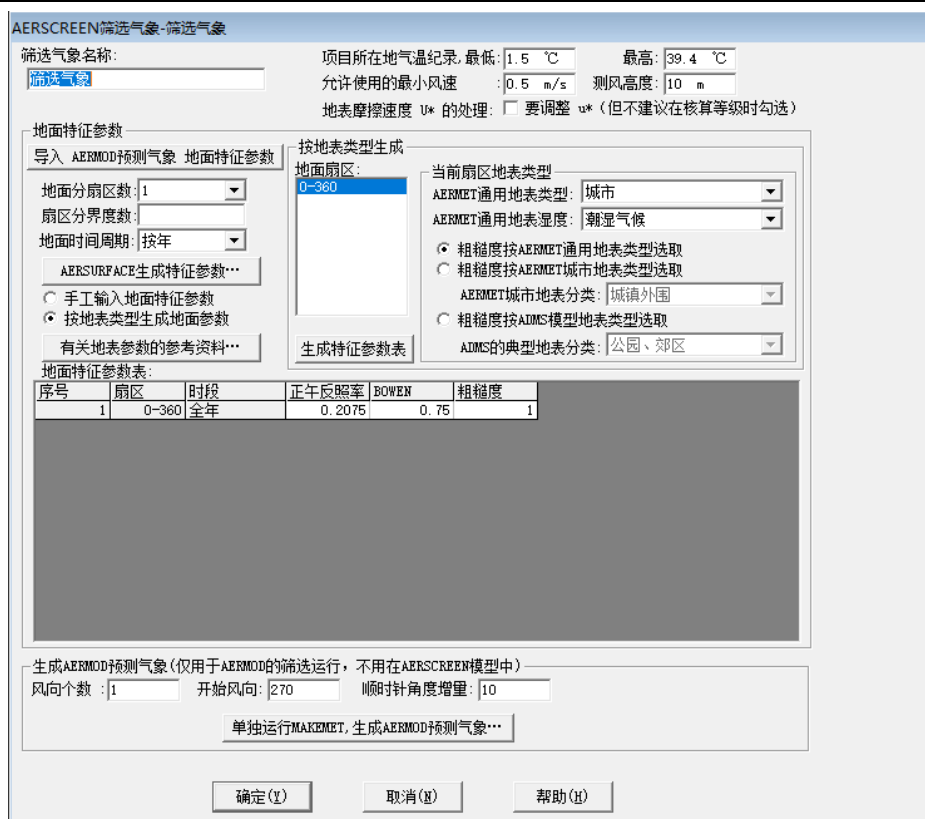 AERSCREEN筛选气象-筛选气象
筛选气象名称:
筛选气象
项目所在地气温纪录,最低: 1.5 ℃ 最高: 39.4 ℃
允许使用的最小风速 : 0.5 m/s 测风高度: 10 m
地表摩擦速度 U* 的处理: 要调整 u*（但不建议在核算等级时勾选）
地面特征参数
导入 AERMOD预测气象 地面特征参数
地面分扇区数: 1
扇区分界度数:
地面时间周期: 按年
AERSURFACE生成特征参数…
手工输入地面特征参数
按地表类型生成地面参数
有关地表参数的参考资料…
按地表类型生成
地面扇区:
0-360
生成特征参数表
当前扇区地表类型
AERMET通用地表类型: 城市
AERMET通用地表湿度: 潮湿气候
粗糙度按AERMET通用地表类型选取
粗糙度按AERMET城市地表类型选取
AERMET城市地表分类: 城镇外围
粗糙度按ADMS模型地表类型选取
ADMS的典型地表分类: 公园、郊区
地面特征参数表:
序号 扇区 时段 正午反照率 BOWEN 粗糙度
1 0-360 全年 0.2075 0.75 1
生成AERMOD预测气象(仅用于AERMOD的筛选运行，不用在AERSCREEN模型中)
风向个数 : 1 开始风向: 270 顺时针角度增量: 10
单独运行MAKEMET,生成AERMOD预测气象…
确定(Y) 取消(N) 帮助(H)